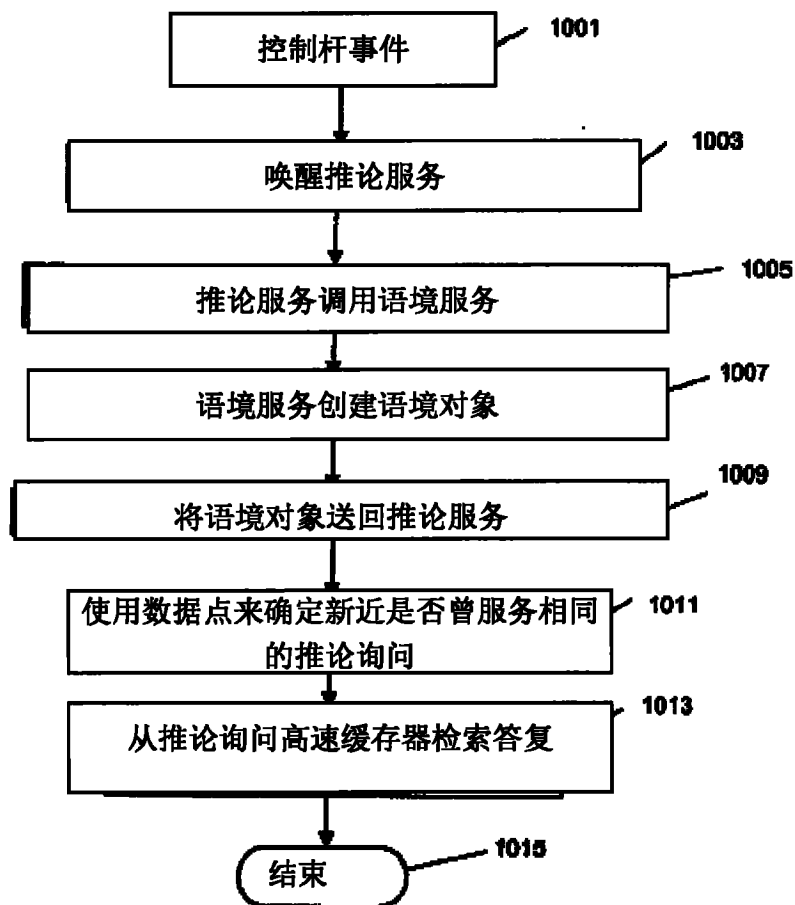 控制杆事件
1001
唤醒推论服务
1003
推论服务调用语境服务
1005
语境服务创建语境对象
1007
将语境对象送回推论服务
1009
使用数据点来确定新近是否曾服务相同
的推论询问
1011
从推论询问高速缓存器检索答复
1013
结束
1015